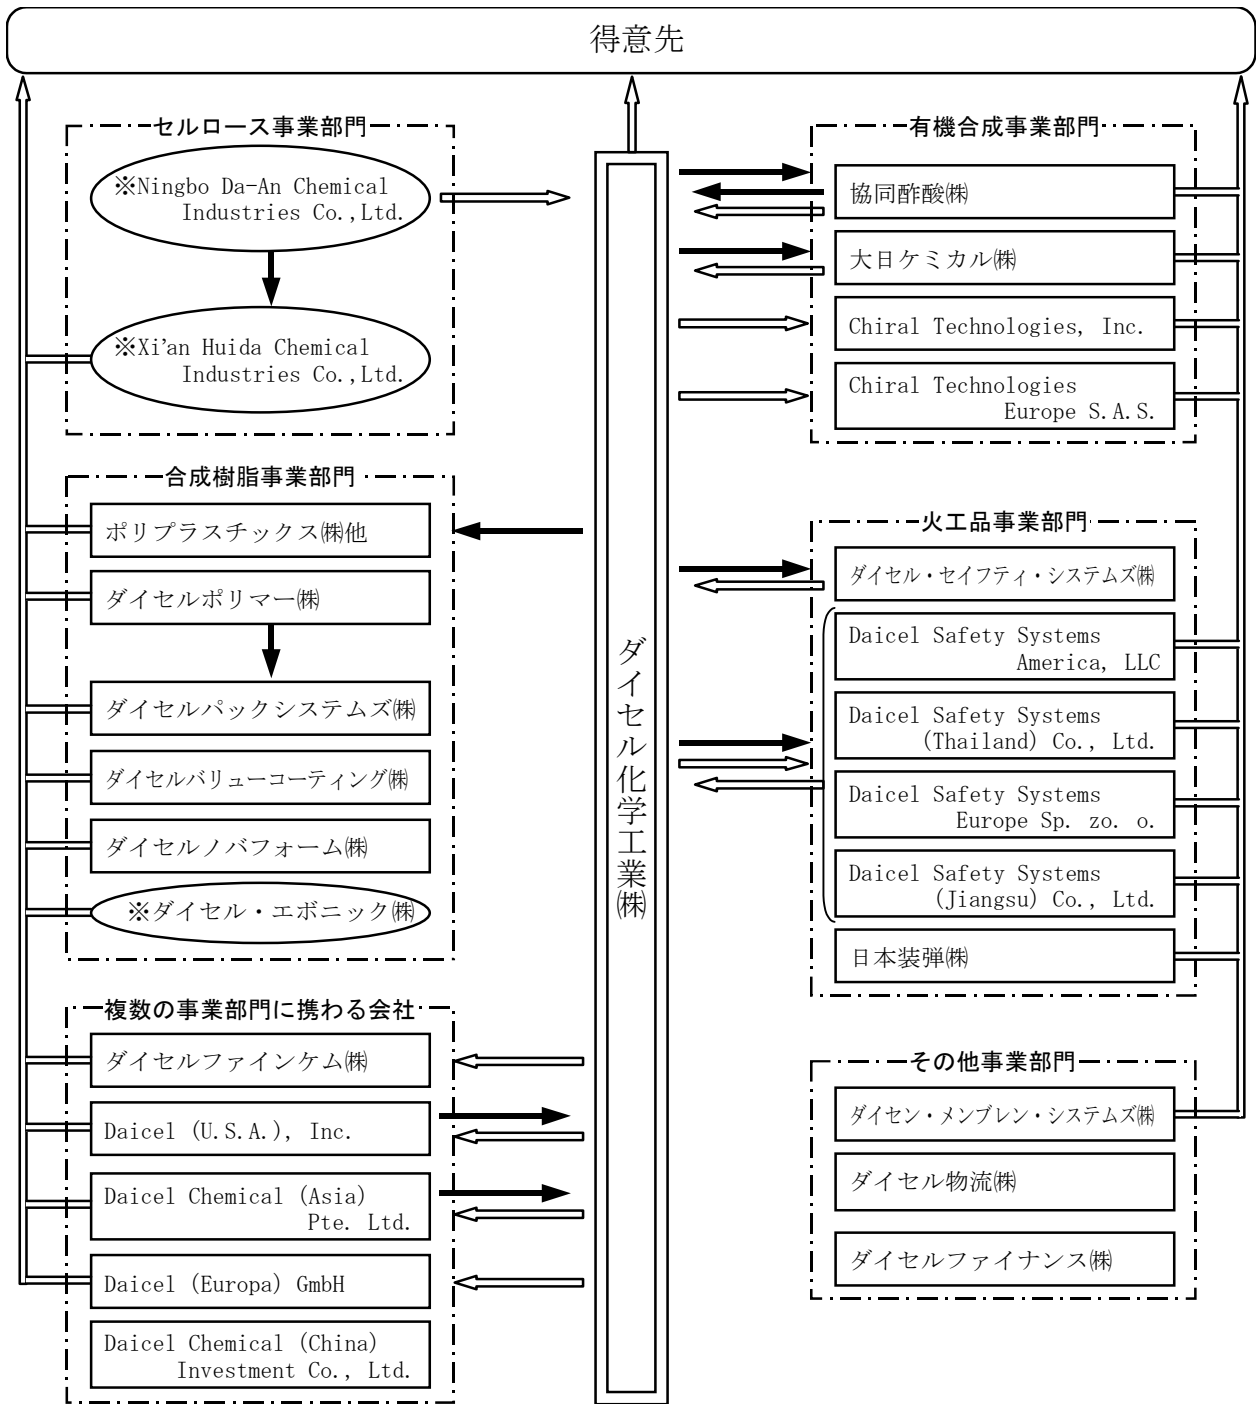 得意先
セルロース事業部門
※Ningbo Da-An Chemical
Industries Co.,Ltd.
※Xi’an Huida Chemical
Industries Co.,Ltd.
合成樹脂事業部門
ポリプラスチックス㈱他
ダイセルポリマー㈱
ダイセルパックシステムズ㈱
ダイセルバリューコーティング㈱
ダイセルノバフォーム㈱
※ダイセル・エボニック㈱
複数の事業部門に携わる会社
ダイセルファインケム㈱
Daicel (U.S.A.), Inc.
Daicel Chemical (Asia)
Pte. Ltd.
Daicel (Europa) GmbH
Daicel Chemical (China)
Investment Co., Ltd.
ダイセル化学工業㈱
有機合成事業部門
協同酢酸㈱
大日ケミカル㈱
Chiral Technologies, Inc.
Chiral Technologies
Europe S.A.S.
火工品事業部門
ダイセル・セイフティ・システムズ㈱
Daicel Safety Systems
America, LLC
Daicel Safety Systems
(Thailand) Co., Ltd.
Daicel Safety Systems
Europe Sp. zo. o.
Daicel Safety Systems
(Jiangsu) Co., Ltd.
日本装弾㈱
その他事業部門
ダイセン・メンブレン・システムズ㈱
ダイセル物流㈱
ダイセルファイナンス㈱